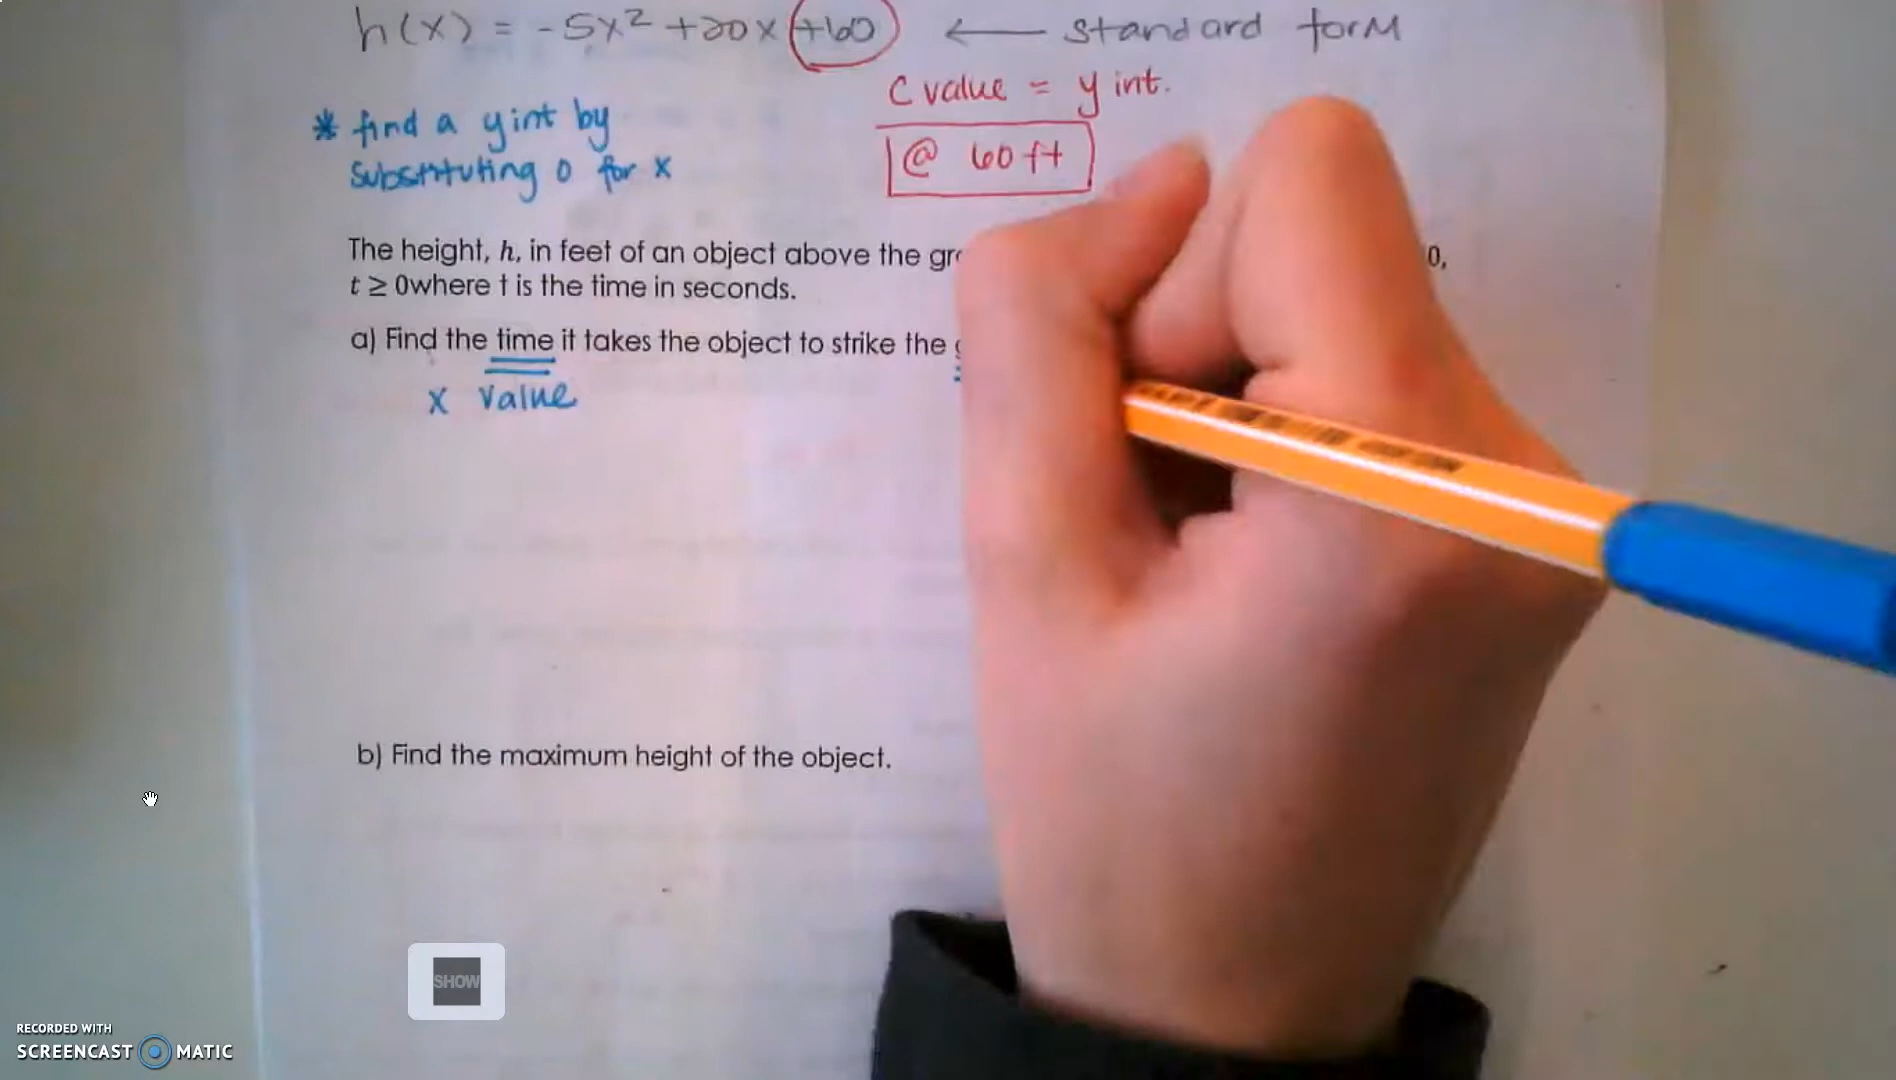 h(x) = -5x² +20x +60 ← standard form
c value = y int.
* find a y int by
substituting 0 for x
@ 60 ft
The height, h, in feet of an object above the
0,
t ≥ 0where t is the time in seconds.
a) Find the time it takes the object to strike the
x value
b) Find the maximum height of the object.
SHOW
RECORDED WITH
SCREENCAST MATIC